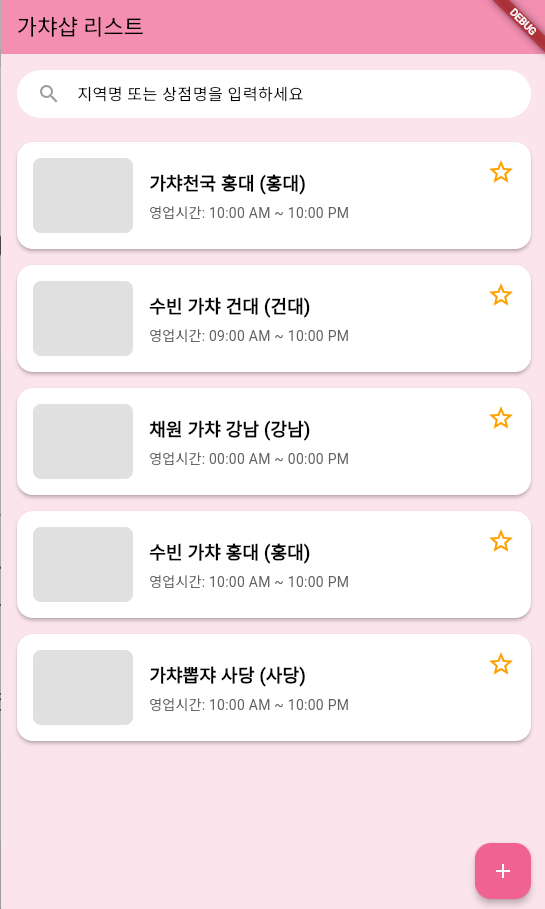 가챠샵 리스트
DEBUG
지역명 또는 상점명을 입력하세요
가챠천국 홍대 (홍대)
영업시간: 10:00 AM ~ 10:00 PM
수빈 가챠 건대 (건대)
영업시간: 09:00 AM ~ 10:00 PM
채원 가챠 강남 (강남)
영업시간: 00:00 AM ~ 00:00 PM
수빈 가챠 홍대 (홍대)
영업시간: 10:00 AM ~ 10:00 PM
가챠뽑쟈 사당 (사당)
영업시간: 10:00 AM ~ 10:00 PM